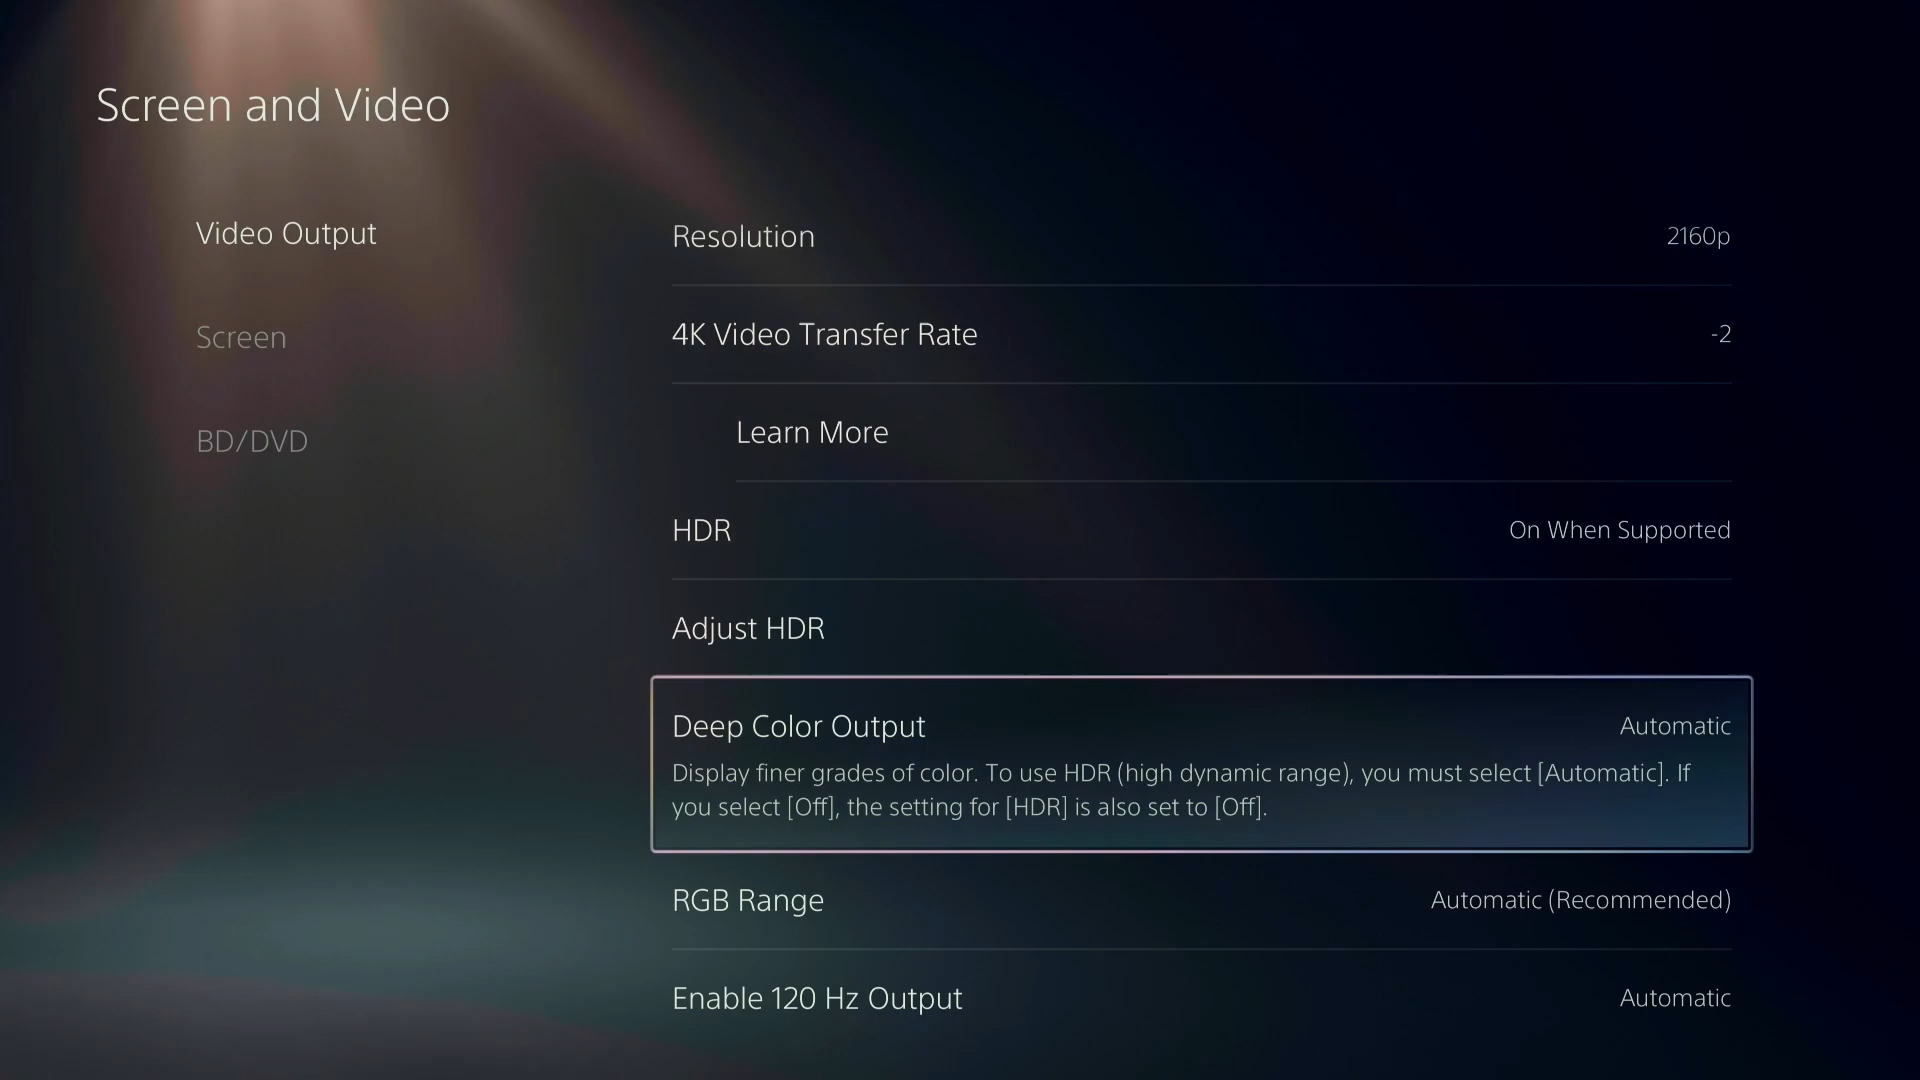 Screen and Video
Video Output
Screen
BD/DVD
Resolution 2160p
4K Video Transfer Rate -2
Learn More
HDR On When Supported
Adjust HDR
Deep Color Output Automatic
Display finer grades of color. To use HDR (high dynamic range), you must select [Automatic]. If
you select [Off], the setting for [HDR] is also set to [Off].
RGB Range Automatic (Recommended)
Enable 120 Hz Output Automatic